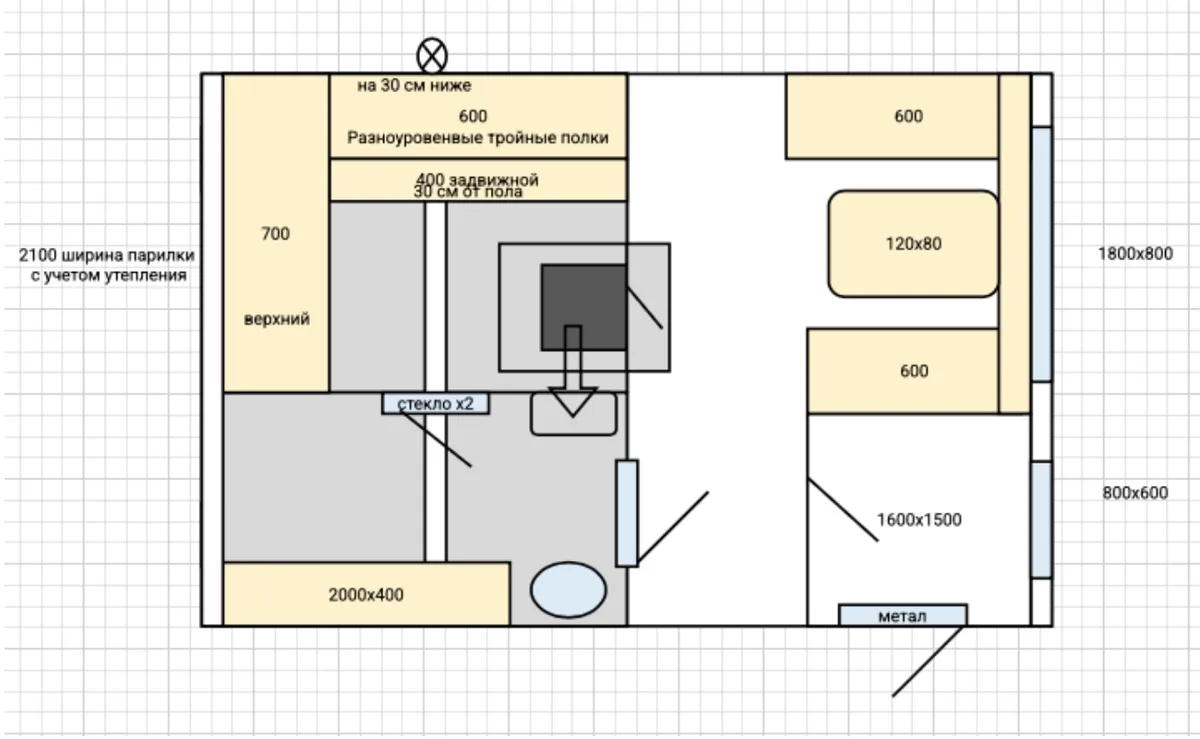 на 30 см ниже
600
Разноуровенвые тройные полки
600
400 задвижной
30 см от пола
700
верхний
2100 ширина парилки
с учетом утепления
120x80
1800x800
600
стекло x2
800x600
1600x1500
2000x400
метал